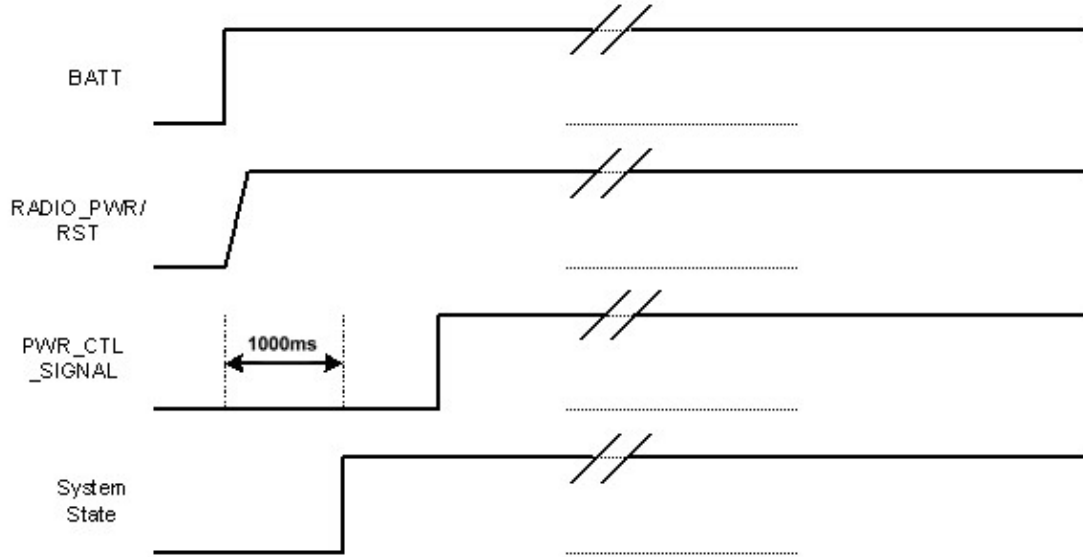 BATT
RADIO_PWR/
RST
PWR_CTL
_SIGNAL
1000ms
System
State